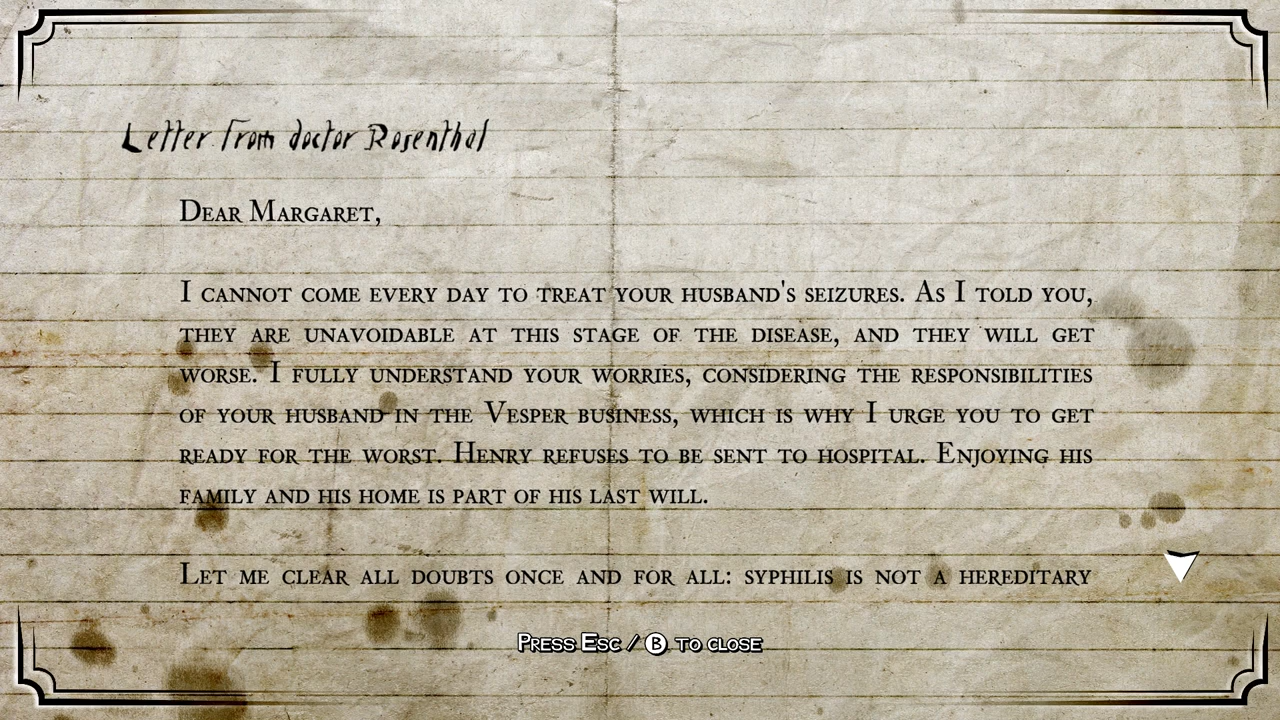 Letter from doctor Rosenthal
Dear Margaret,
I cannot come every day to treat your husband's seizures. As I told you,
they are unavoidable at this stage of the disease, and they will get
worse. I fully understand your worries, considering the responsibilities
of your husband in the Vesper business, which is why I urge you to get
ready for the worst. Henry refuses to be sent to hospital. Enjoying his
family and his home is part of his last will.
Let me clear all doubts once and for all: syphilis is not a hereditary
Press Esc / B to close